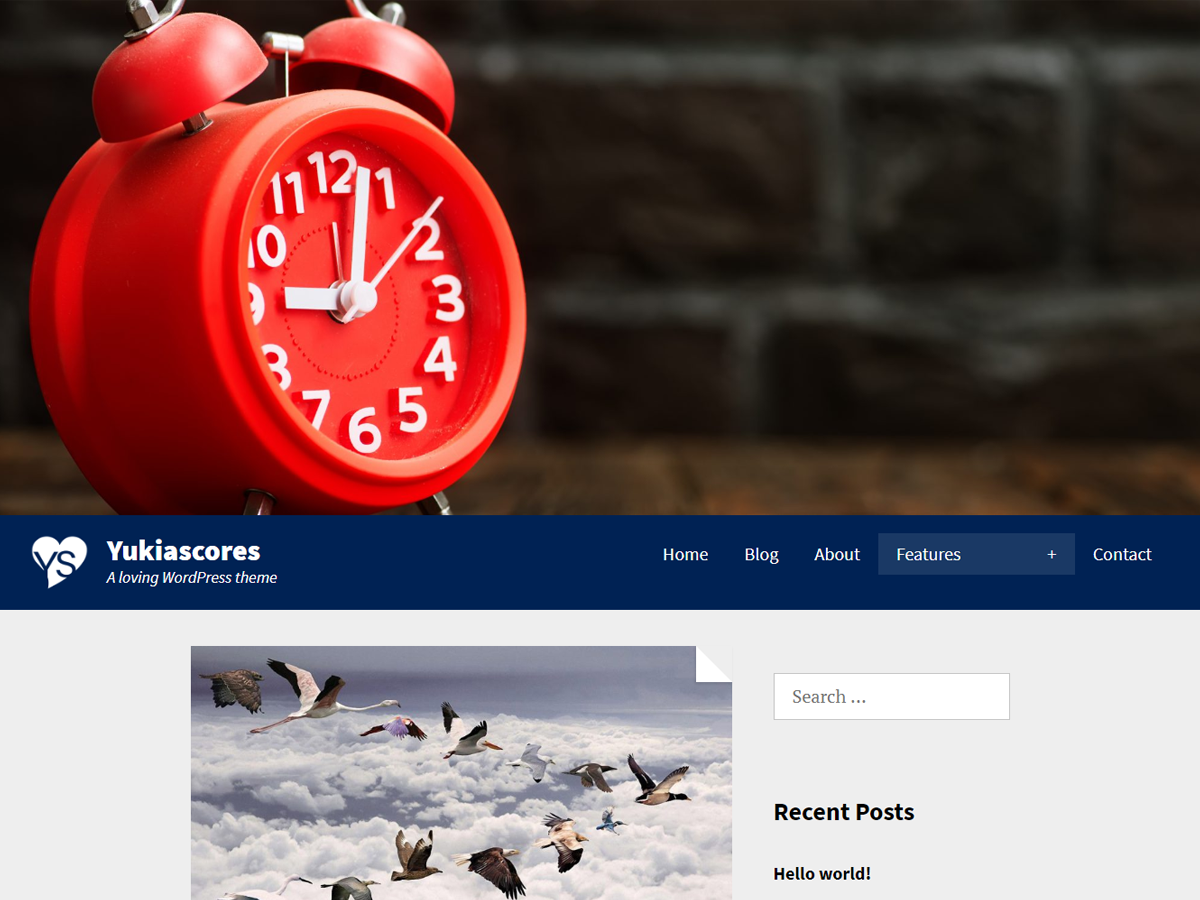 12
1
2
3
4
5
6
7
8
9
10
11
YS
Yukiascores
A loving WordPress theme
Home
Blog
About
Features +
Contact
Search ...
Recent Posts
Hello world!